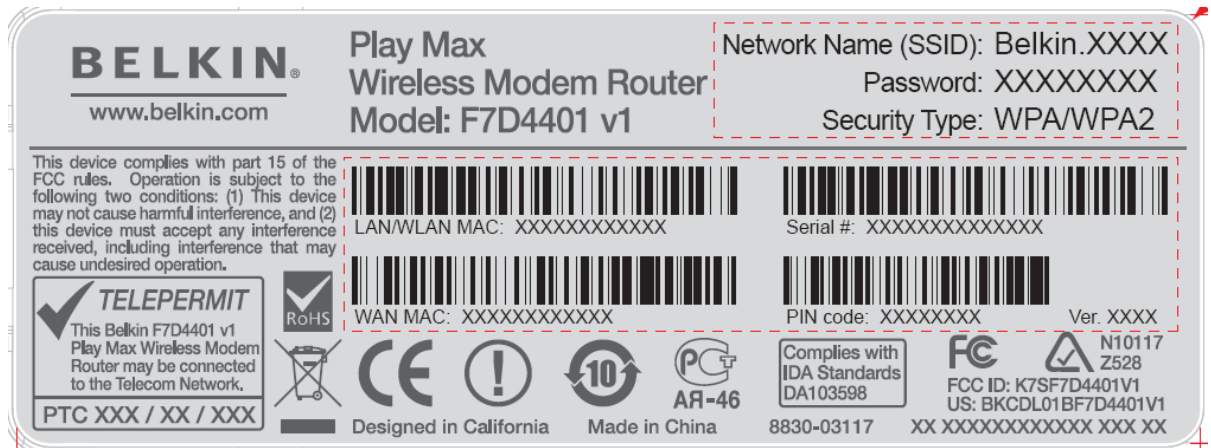 BELKIN®
www.belkin.com
Play Max
Wireless Modem Router
Model: F7D4401 v1
Network Name (SSID): Belkin.XXXX
Password: XXXXXXXX
Security Type: WPA/WPA2
This device complies with part 15 of the
FCC rules. Operation is subject to the
following two conditions: (1) This device
may not cause harmful interference, and (2)
this device must accept any interference
received, including interference that may
cause undesired operation.
LAN/WLAN MAC: XXXXXXXXXXXX
Serial #: XXXXXXXXXXXXXX
WAN MAC: XXXXXXXXXXXX
PIN code: XXXXXXXX
Ver. XXXX
TELEPERMIT
This Belkin F7D4401 v1
Play Max Wireless Modem
Router may be connected
to the Telecom Network.
PTC XXX / XX / XXX
RoHS
CE
10
РСТ
АЯ-46
Complies with
IDA Standards
DA103598
FC
N10117
Z528
FCC ID: K7SF7D4401V1
US: BKCDL01BF7D4401V1
Designed in California
Made in China
8830-03117
XX XXXXXXXXXXXX XXX XX